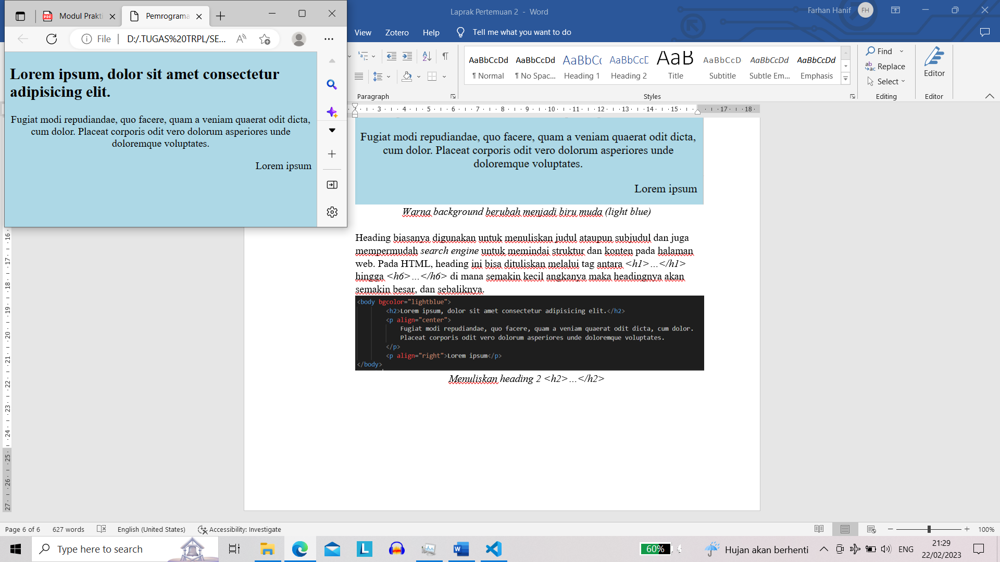 Modul Prakti
Pemrograma
File
D:/.TUGAS%20TRPL/SE...
Lorem ipsum, dolor sit amet consectetur
adipisicing elit.
Fugiat modi repudiandae, quo facere, quam a veniam quaerat odit dicta,
cum dolor. Placeat corporis odit vero dolorum asperiores unde
doloremque voluptates.
Lorem ipsum
Laprak Pertemuan 2 - Word
Farhan Hanif
FH
View
Zotero
Help
Tell me what you want to do
AaBbCcDd
AaBbCcDd
AaBbCc
AaBbCcD
AaB
AaBbCcD
AaBbCcDd
AaBbCcDd
¶ Normal
¶ No Spac...
Heading 1
Heading 2
Title
Subtitle
Subtle Em...
Emphasis
Find
Replace
Select
Editor
Paragraph
Styles
Editing
Editor
3 4 5 6 7 8 9 10 11 12 13 14 15 17 18
Fugiat modi repudiandae, quo facere, quam a veniam quaerat odit dicta,
cum dolor. Placeat corporis odit vero dolorum asperiores unde
doloremque voluptates.
Lorem ipsum
Warna background berubah menjadi biru muda (light blue)
Heading biasanya digunakan untuk menuliskan judul ataupun subjudul dan juga
mempermudah search engine untuk memindai struktur dan konten pada halaman
web. Pada HTML, heading ini bisa dituliskan melalui tag antara <h1>…</h1>
hingga <h6>…</h6> di mana semakin kecil angkanya maka headingnya akan
semakin besar, dan sebaliknya.
<body bgcolor="lightblue">
<h2>Lorem ipsum, dolor sit amet consectetur adipisicing elit.</h2>
<p align="center">
Fugiat modi repudiandae, quo facere, quam a veniam quaerat odit dicta, cum dolor.
Placeat corporis odit vero dolorum asperiores unde doloremque voluptates.
</p>
<p align="right">Lorem ipsum</p>
</body>
Menuliskan heading 2 <h2>…</h2>
16
17
18
19
20
21
22
23
24
25
26
27
Page 6 of 6
627 words
English (United States)
Accessibility: Investigate
100%
Type here to search
60%
Hujan akan berhenti
ENG
21:29
22/02/2023